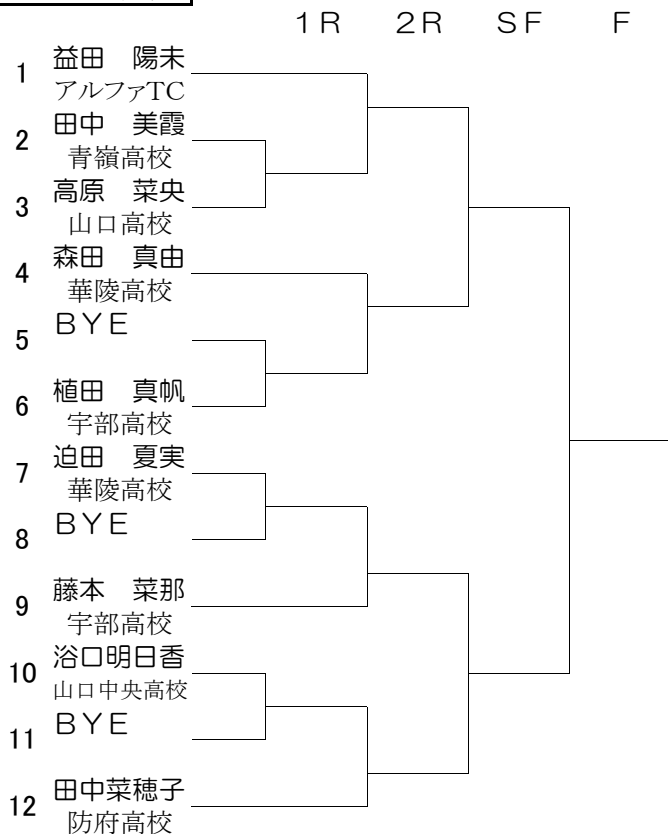 1R 2R SF F
1 益田 陽未
アルファTC
2 田中 美霞
青嶺高校
3 高原 菜央
山口高校
4 森田 真由
華陵高校
5 BYE
6 植田 真帆
宇部高校
7 迫田 夏実
華陵高校
8 BYE
9 藤本 菜那
宇部高校
10 浴口明日香
山口中央高校
11 BYE
12 田中菜穂子
防府高校